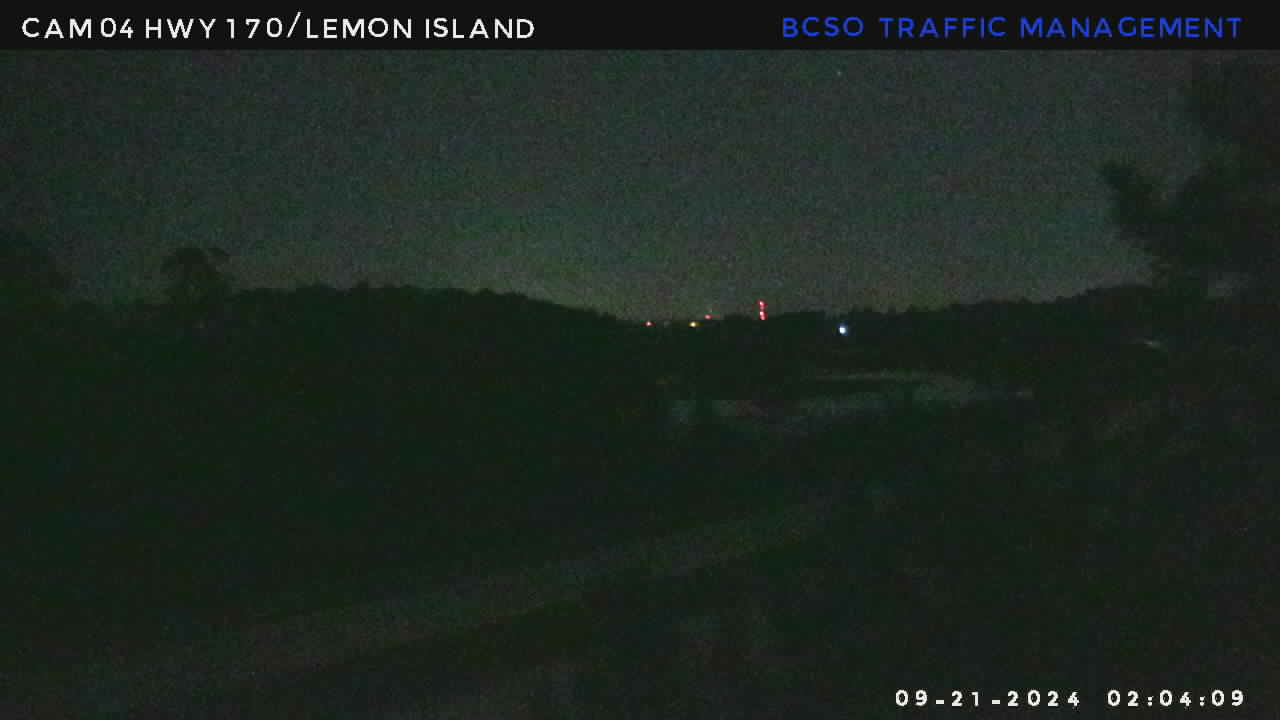 CAM04 HWY 170/LEMON ISLAND
BCSO TRAFFIC MANAGEMENT
09-21-2024 02:04:09